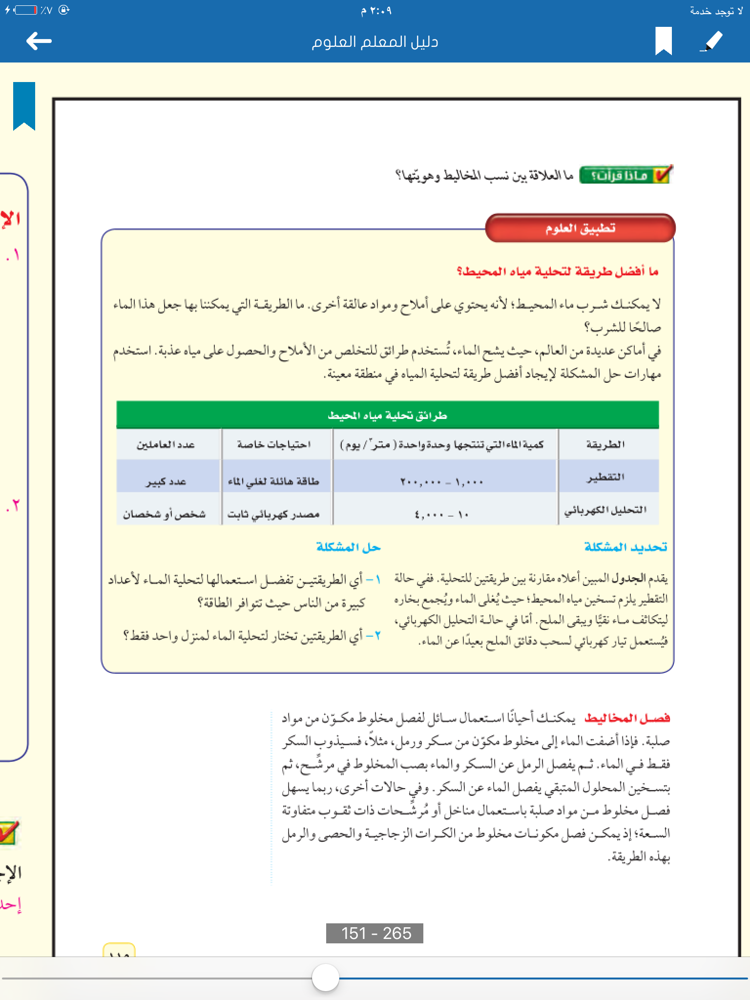 لا توجد خدمة
٢:٠٩ م
٪٧
دليل المعلم العلوم
ماذا قرأت؟ ما العلاقة بين نسب المخاليط وهويّتها؟
تطبيق العلوم
ما أفضل طريقة لتحلية مياه المحيط؟
لا يمكنك شرب ماء المحيط؛ لأنه يحتوي على أملاح ومواد عالقة أخرى. ما الطريقة التي يمكننا بها جعل هذا الماء
صالحًا للشرب؟
في أماكن عديدة من العالم، حيث يشح الماء، تُستخدم طرائق للتخلص من الأملاح والحصول على مياه عذبة. استخدم
مهارات حل المشكلة لإيجاد أفضل طريقة لتحلية المياه في منطقة معينة.
طرائق تحلية مياه المحيط
الطريقة كمية الماء التي تنتجها وحدة واحدة (متر٣/ يوم) احتياجات خاصة عدد العاملين
التقطير ١,٠٠٠ – ٢٠٠,٠٠٠ طاقة هائلة لغلي الماء عدد كبير
التحليل الكهربائي ١٠ – ٤,٠٠٠ مصدر كهربائي ثابت شخص أو شخصان
تحديد المشكلة
يقدم الجدول المبين أعلاه مقارنة بين طريقتين للتحلية. ففي حالة
التقطير يلزم تسخين مياه المحيط؛ حيث يُغلى الماء ويُجمع بخاره
ليتكاثف ماء نقيًّا ويبقى الملح. أمّا في حالة التحليل الكهربائي،
فيُستعمل تيار كهربائي لسحب دقائق الملح بعيدًا عن الماء.
حل المشكلة
١– أي الطريقتين تفضل استعمالها لتحلية الماء لأعداد
كبيرة من الناس حيث تتوافر الطاقة؟
٢– أي الطريقتين تختار لتحلية الماء لمنزل واحد فقط؟
فصل المخاليط يمكنك أحيانًا استعمال سائل لفصل مخلوط مكوّن من مواد
صلبة. فإذا أضفت الماء إلى مخلوط مكوّن من سكر ورمل، مثلاً، فسيذوب السكر
فقط في الماء. ثم يفصل الرمل عن السكر والماء بصب المخلوط في مرشّح، ثم
بتسخين المحلول المتبقي يفصل الماء عن السكر. وفي حالات أخرى، ربما يسهل
فصل مخلوط من مواد صلبة باستعمال مناخل أو مُرشّحات ذات ثقوب متفاوتة
السعة؛ إذ يمكن فصل مكونات مخلوط من الكرات الزجاجية والحصى والرمل
بهذه الطريقة.
١.
٢.
151 - 265